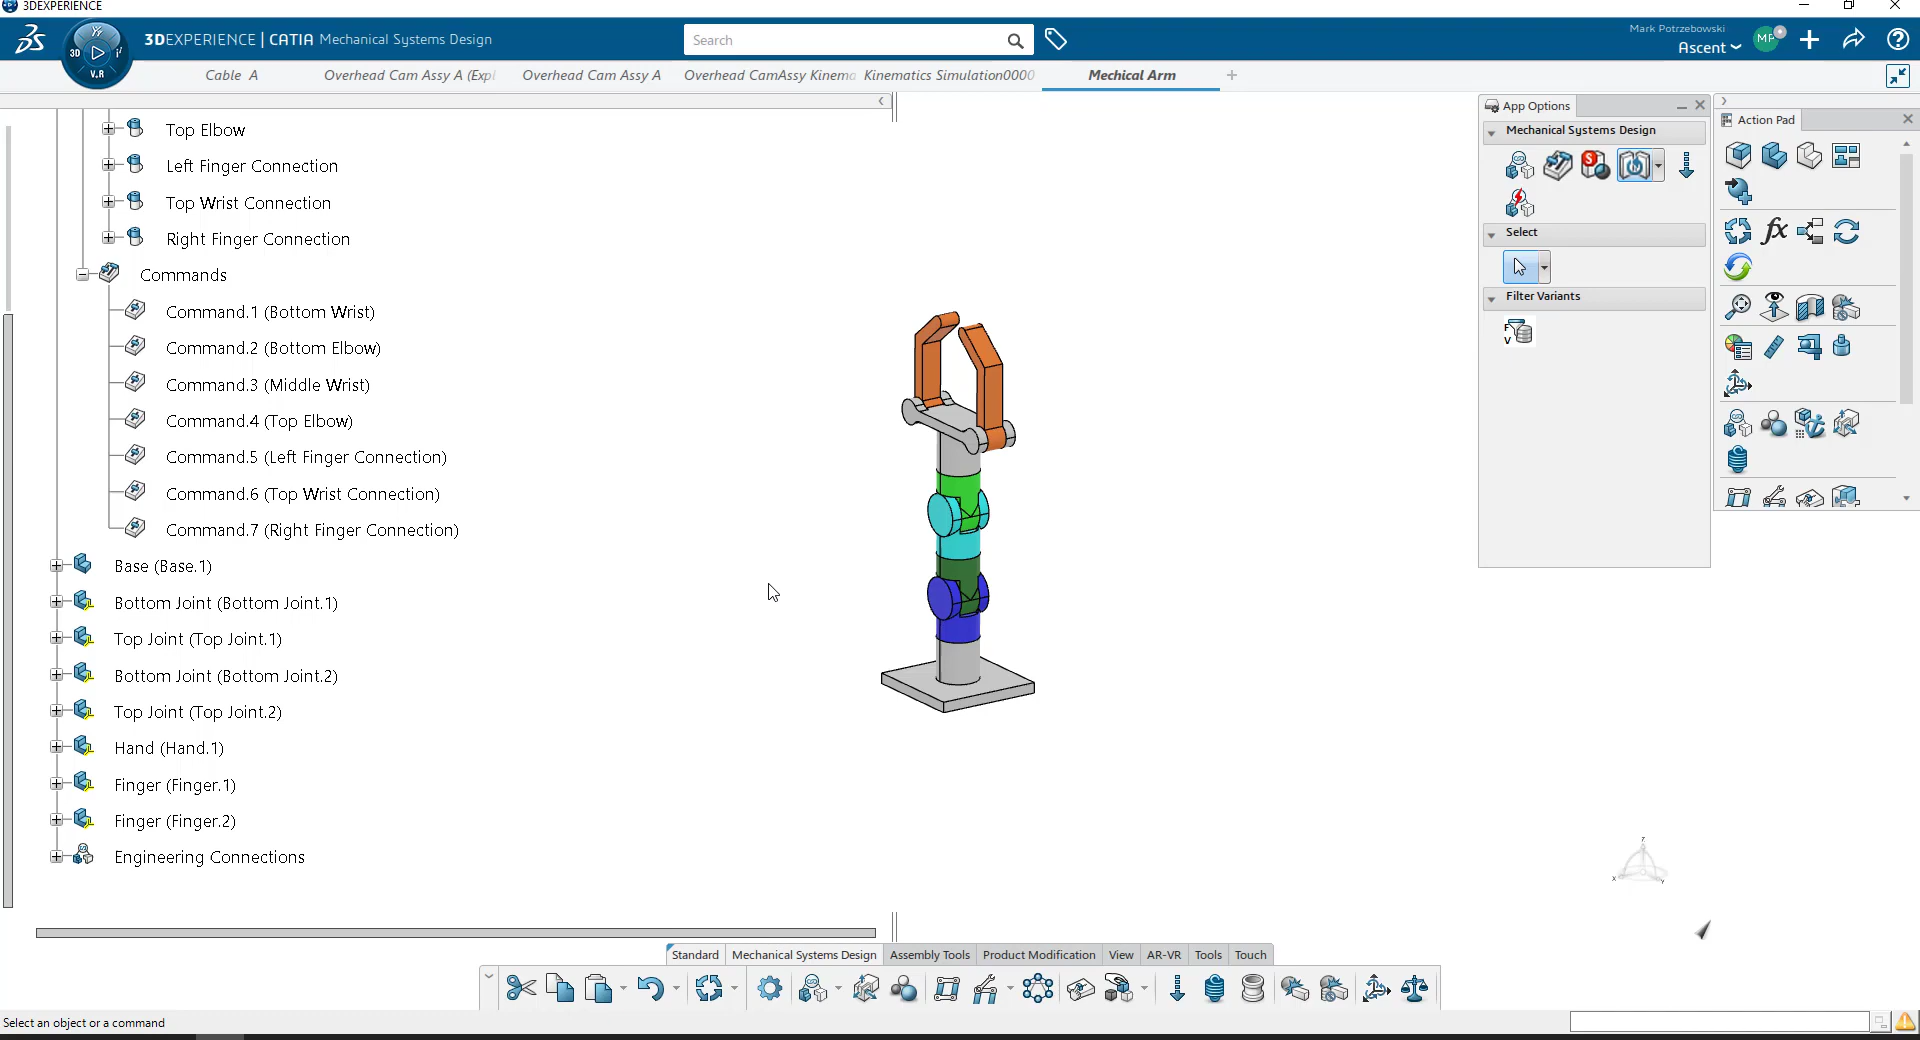 3DEXPERIENCE
3DEXPERIENCE | CATIA Mechanical Systems Design
Search
Mark Potrzebowski
Ascent
MP
3D
V.R
Cable A
Overhead Cam Assy A (Expl
Overhead Cam Assy A
Overhead CamAssy Kinema
Kinematics Simulation0000
Mechical Arm
+
Top Elbow
Left Finger Connection
Top Wrist Connection
Right Finger Connection
Commands
Command.1 (Bottom Wrist)
Command.2 (Bottom Elbow)
Command.3 (Middle Wrist)
Command.4 (Top Elbow)
Command.5 (Left Finger Connection)
Command.6 (Top Wrist Connection)
Command.7 (Right Finger Connection)
Base (Base.1)
Bottom Joint (Bottom Joint.1)
Top Joint (Top Joint.1)
Bottom Joint (Bottom Joint.2)
Top Joint (Top Joint.2)
Hand (Hand.1)
Finger (Finger.1)
Finger (Finger.2)
Engineering Connections
App Options
Mechanical Systems Design
Select
Filter Variants
F
V
Action Pad
fx
z
x
y
Standard
Mechanical Systems Design
Assembly Tools
Product Modification
View
AR-VR
Tools
Touch
Select an object or a command